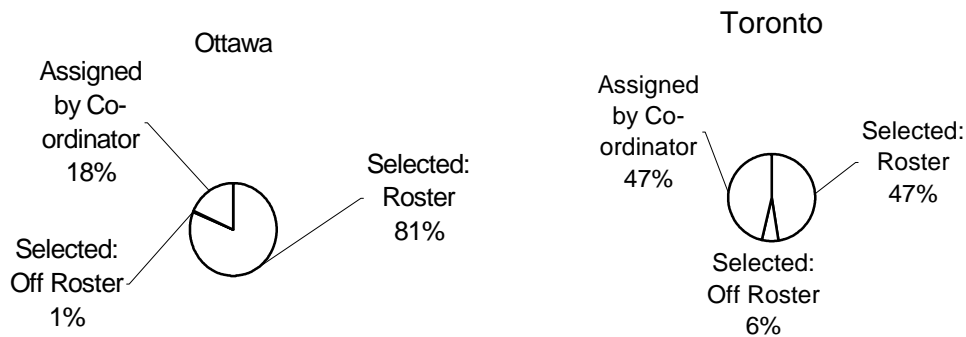 Ottawa
Assigned
by Co-
ordinator
18%
Selected:
Roster
81%
Selected:
Off Roster
1%
Toronto
Assigned
by Co-
ordinator
47%
Selected:
Roster
47%
Selected:
Off Roster
6%